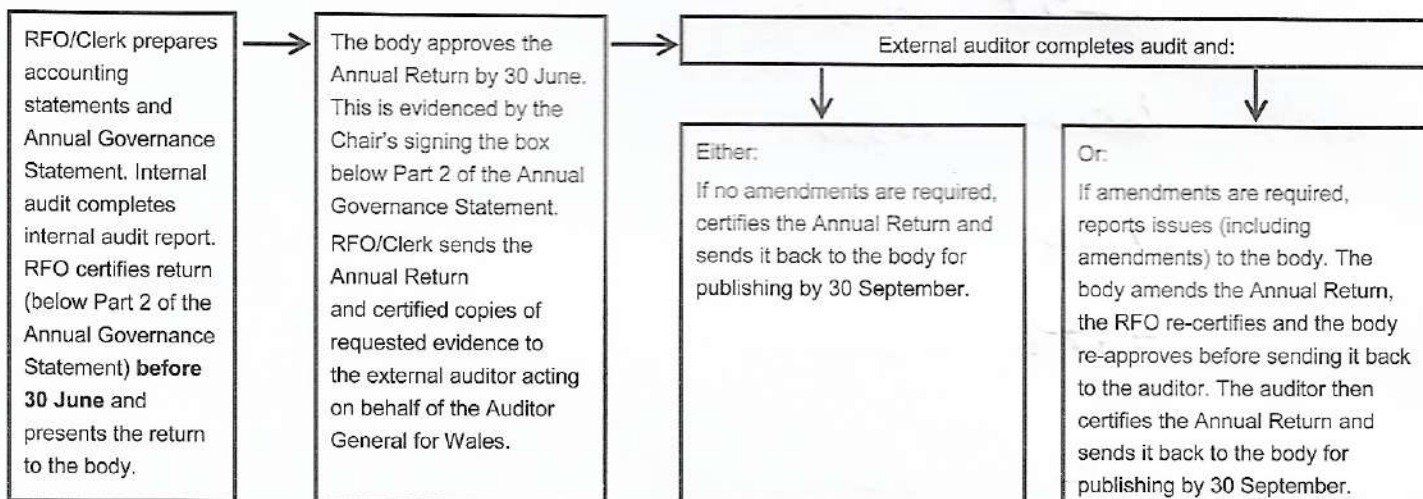 RFO/Clerk prepares
accounting
statements and
Annual Governance
Statement. Internal
audit completes
internal audit report.
RFO certifies return
(below Part 2 of the
Annual Governance
Statement) before
30 June and
presents the return
to the body.
The body approves the
Annual Return by 30 June.
This is evidenced by the
Chair's signing the box
below Part 2 of the Annual
Governance Statement.
RFO/Clerk sends the
Annual Return
and certified copies of
requested evidence to
the external auditor acting
on behalf of the Auditor
General for Wales.
External auditor completes audit and:
Either:
If no amendments are required,
certifies the Annual Return and
sends it back to the body for
publishing by 30 September.
Or:
If amendments are required,
reports issues (including
amendments) to the body. The
body amends the Annual Return,
the RFO re-certifies and the body
re-approves before sending it back
to the auditor. The auditor then
certifies the Annual Return and
sends it back to the body for
publishing by 30 September.